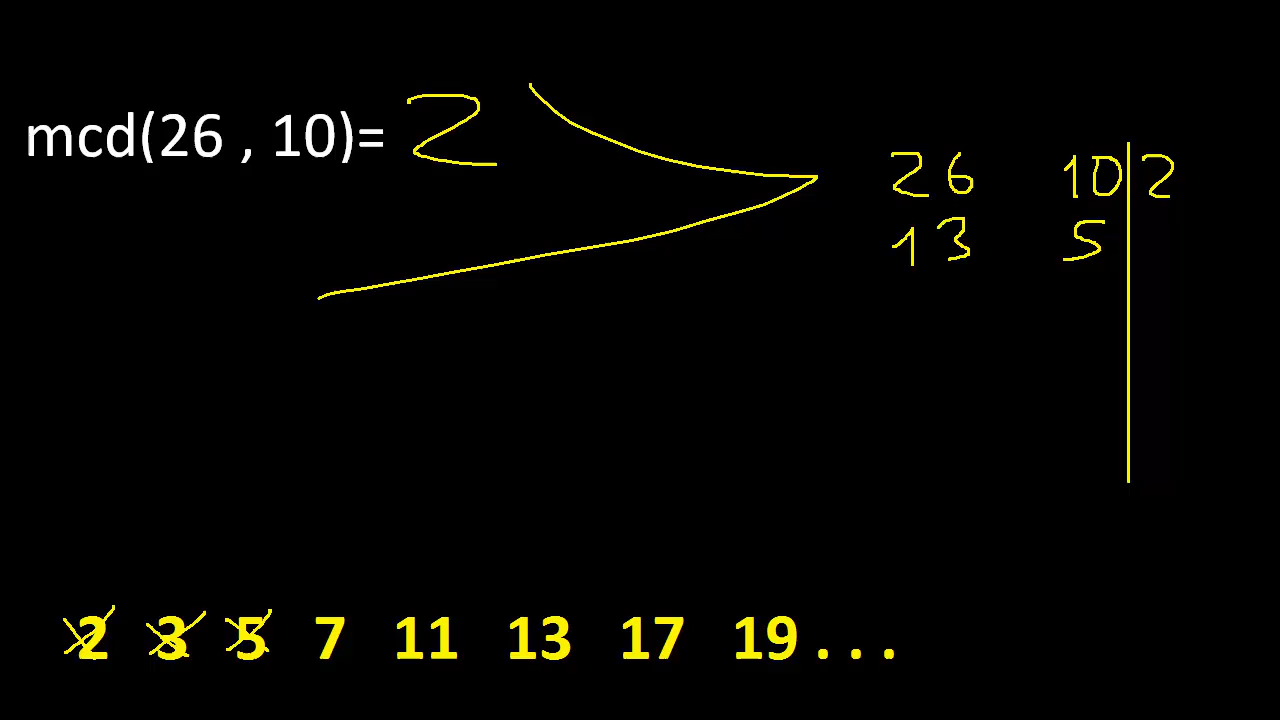 mcd(26 , 10)= 2
26 10 2
13 5
2 3 5 7 11 13 17 19 . . .